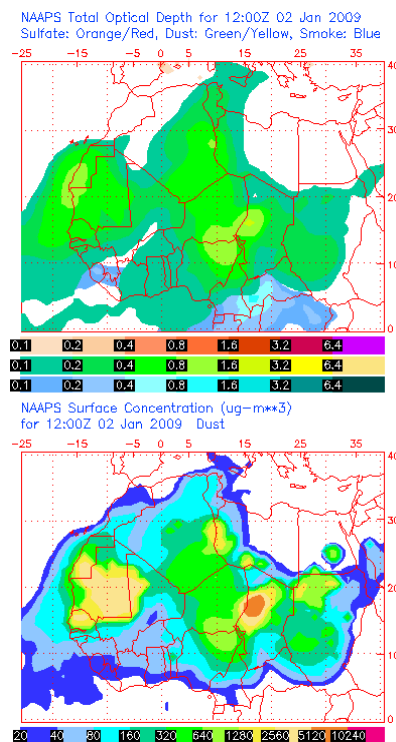 NAAPS Total Optical Depth for 12:00Z 02 Jan 2009
Sulfate: Orange/Red, Dust: Green/Yellow, Smoke: Blue
-25 -15 -5 5 15 25 35
40
30
20
10
0
0.1 0.2 0.4 0.8 1.6 3.2 6.4
0.1 0.2 0.4 0.8 1.6 3.2 6.4
0.1 0.2 0.4 0.8 1.6 3.2 6.4
NAAPS Surface Concentration (ug-m**3)
for 12:00Z 02 Jan 2009 Dust
-25 -15 -5 5 15 25 35
40
30
20
10
0
20 40 80 160 320 640 1280 2560 5120 10240